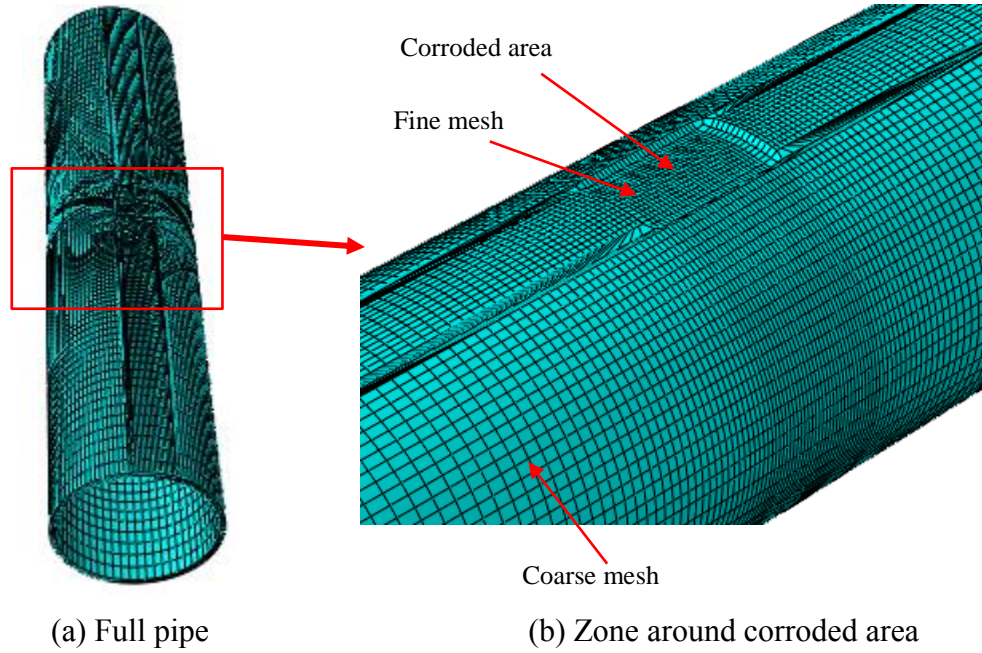 Corroded area
Fine mesh
Coarse mesh
(a) Full pipe
(b) Zone around corroded area